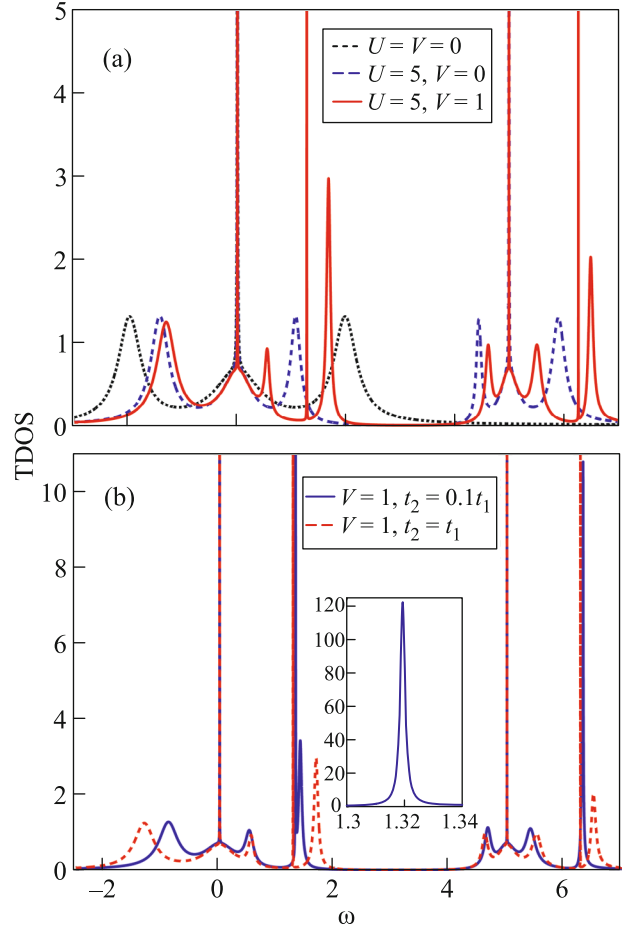 5
(a)
U = V = 0
U = 5, V = 0
U = 5, V = 1
4
3
2
1
0
TDOS
10
(b)
V = 1, t₂ = 0.1t₁
V = 1, t₂ = t₁
8
6
4
2
0
120
100
80
60
40
20
0
1.3 1.32 1.34
−2 0 2 4 6
ω